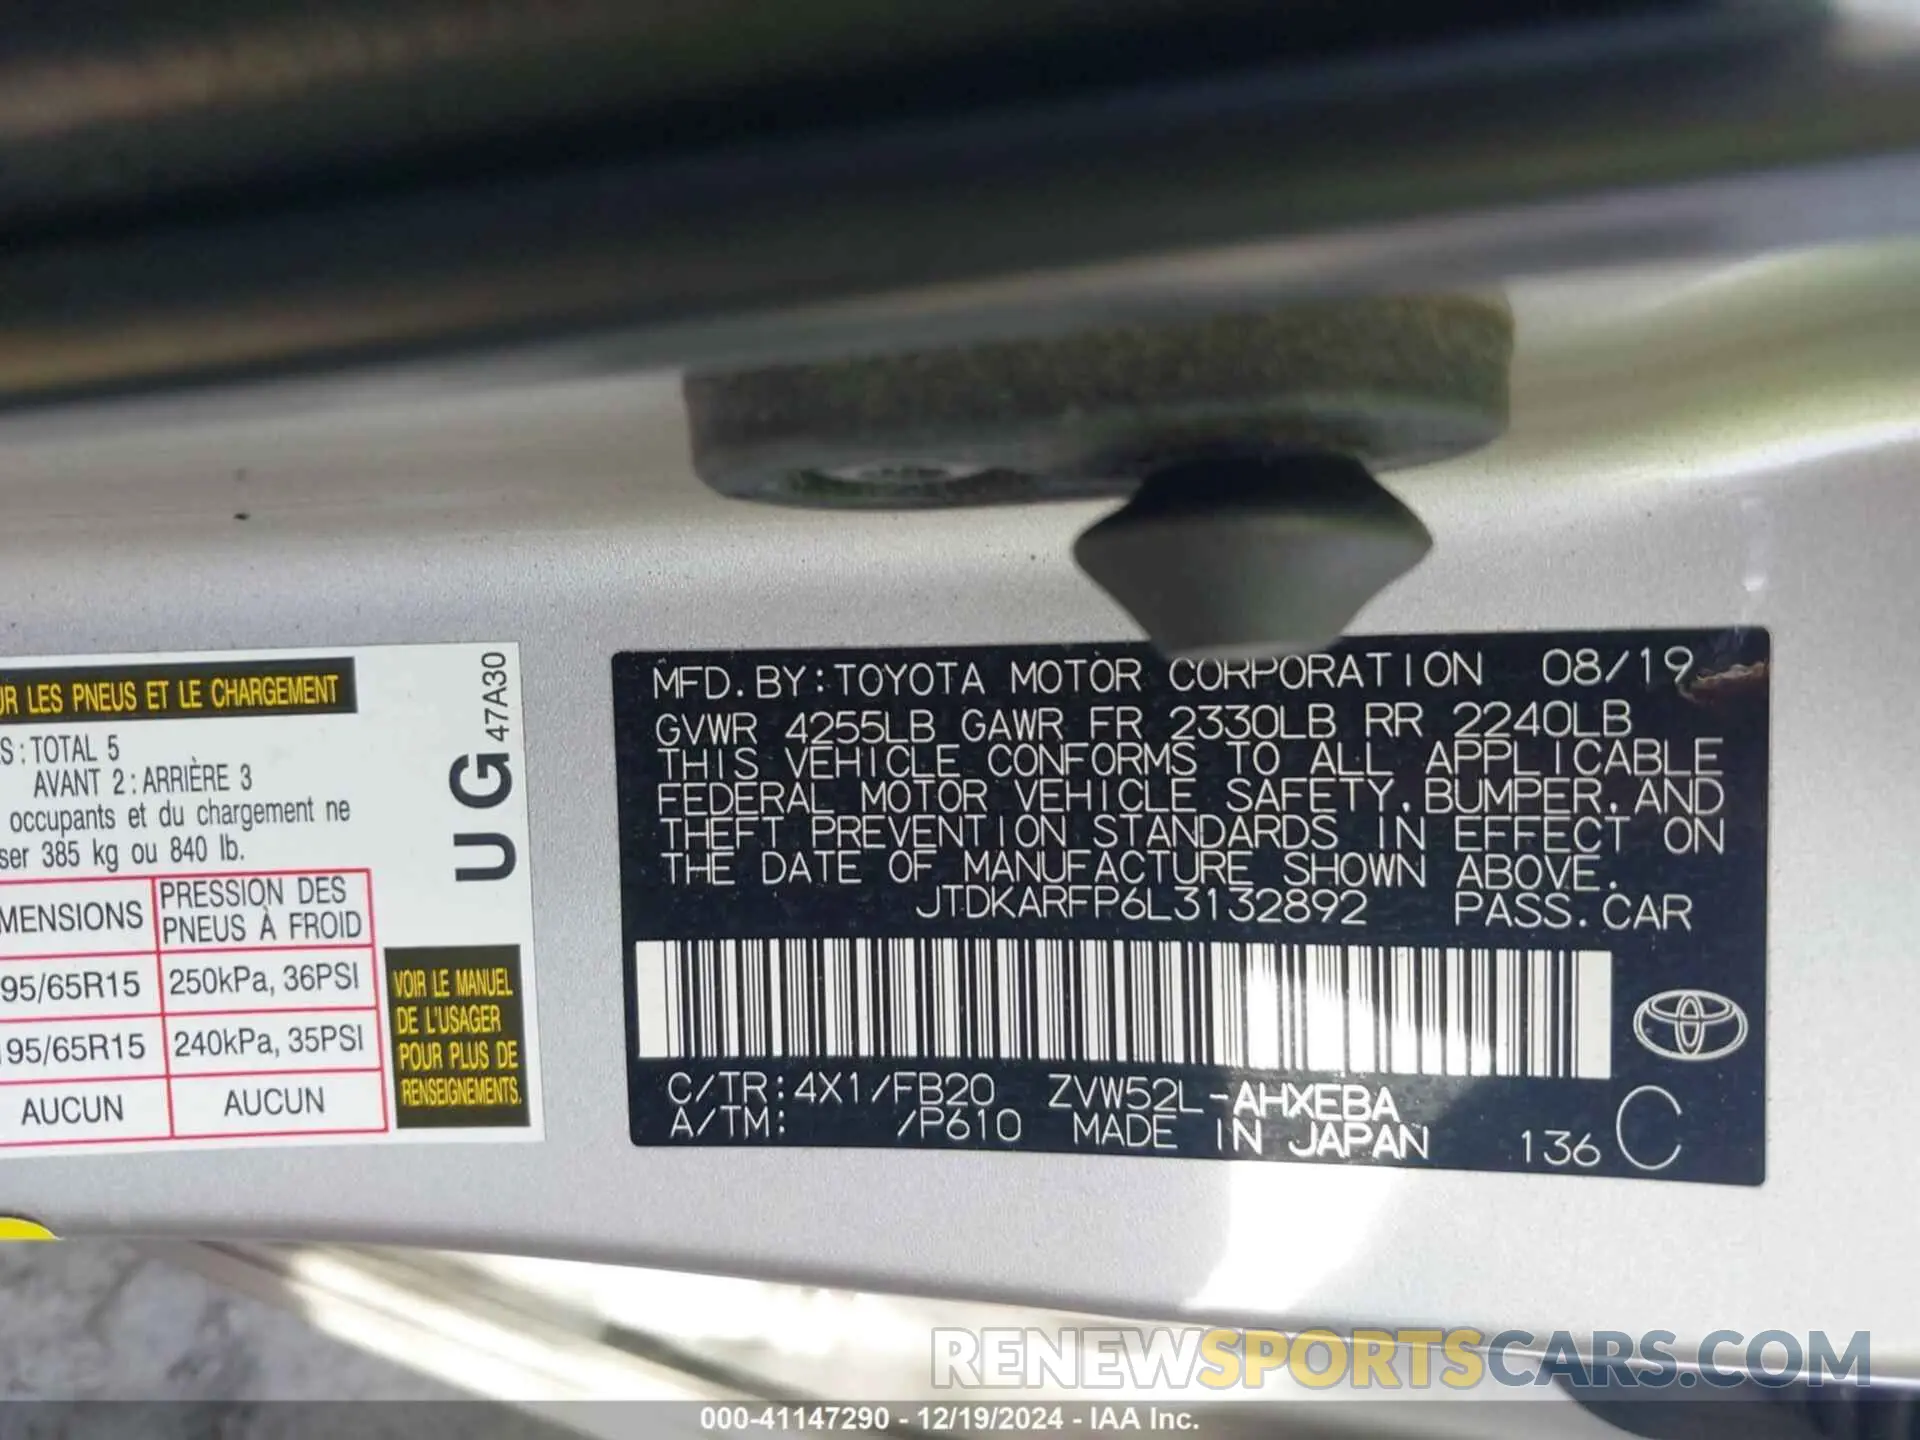 UR LES PNEUS ET LE CHARGEMENT
S : TOTAL 5
AVANT 2 : ARRIÈRE 3
occupants et du chargement ne
ser 385 kg ou 840 lb.
MENSIONS
PRESSION DES
PNEUS À FROID
95/65R15
250kPa, 36PSI
195/65R15
240kPa, 35PSI
AUCUN
AUCUN
47A30
UG
VOIR LE MANUEL
DE L'USAGER
POUR PLUS DE
RENSEIGNEMENTS.
MFD. BY: TOYOTA MOTOR CORPORATION 08/19
GVWR 4255LB GAWR FR 2330LB RR 2240LB
THIS VEHICLE CONFORMS TO ALL APPLICABLE
FEDERAL MOTOR VEHICLE SAFETY, BUMPER, AND
THEFT PREVENTION STANDARDS IN EFFECT ON
THE DATE OF MANUFACTURE SHOWN ABOVE.
JTDKARFP6L3132892 PASS. CAR
C/TR: 4X1/FB20 ZVW52L-AHXEBA
A/TM: /P610 MADE IN JAPAN 136 C
RENEWSPORTSCARS.COM
000-41147290 - 12/19/2024 - IAA Inc.